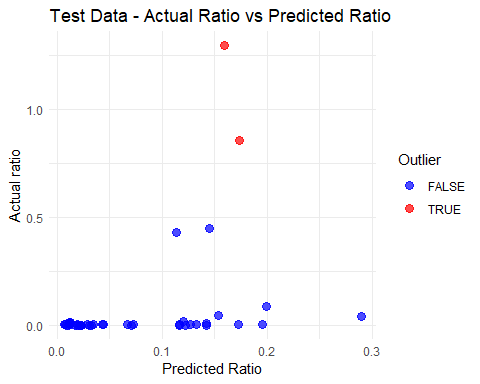 Test Data - Actual Ratio vs Predicted Ratio
Actual ratio
1.0
0.5
0.0
0.0
0.1
0.2
0.3
Predicted Ratio
Outlier
FALSE
TRUE